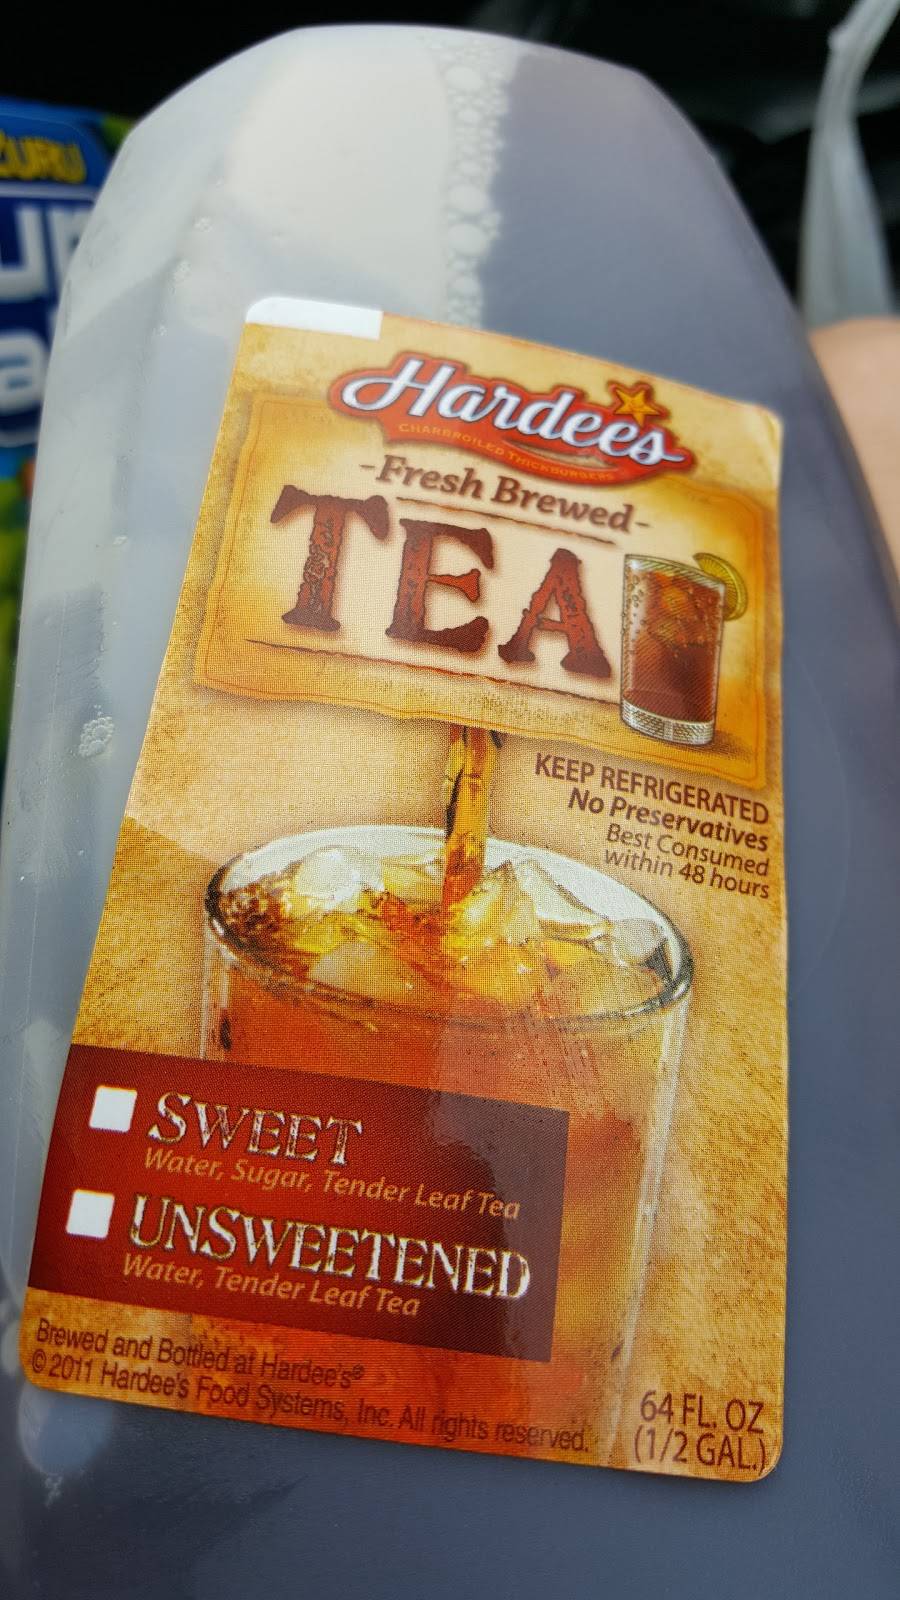 ZURU
Hardee's
CHARBROILED THICKBURGERS
-Fresh Brewed-
TEA
KEEP REFRIGERATED
No Preservatives
Best Consumed
within 48 hours
SWEET
Water, Sugar, Tender Leaf Tea
UNSWEETENED
Water, Tender Leaf Tea
Brewed and Bottled at Hardee's®
© 2011 Hardee's Food Systems, Inc. All rights reserved.
64 FL. OZ
(1/2 GAL.)